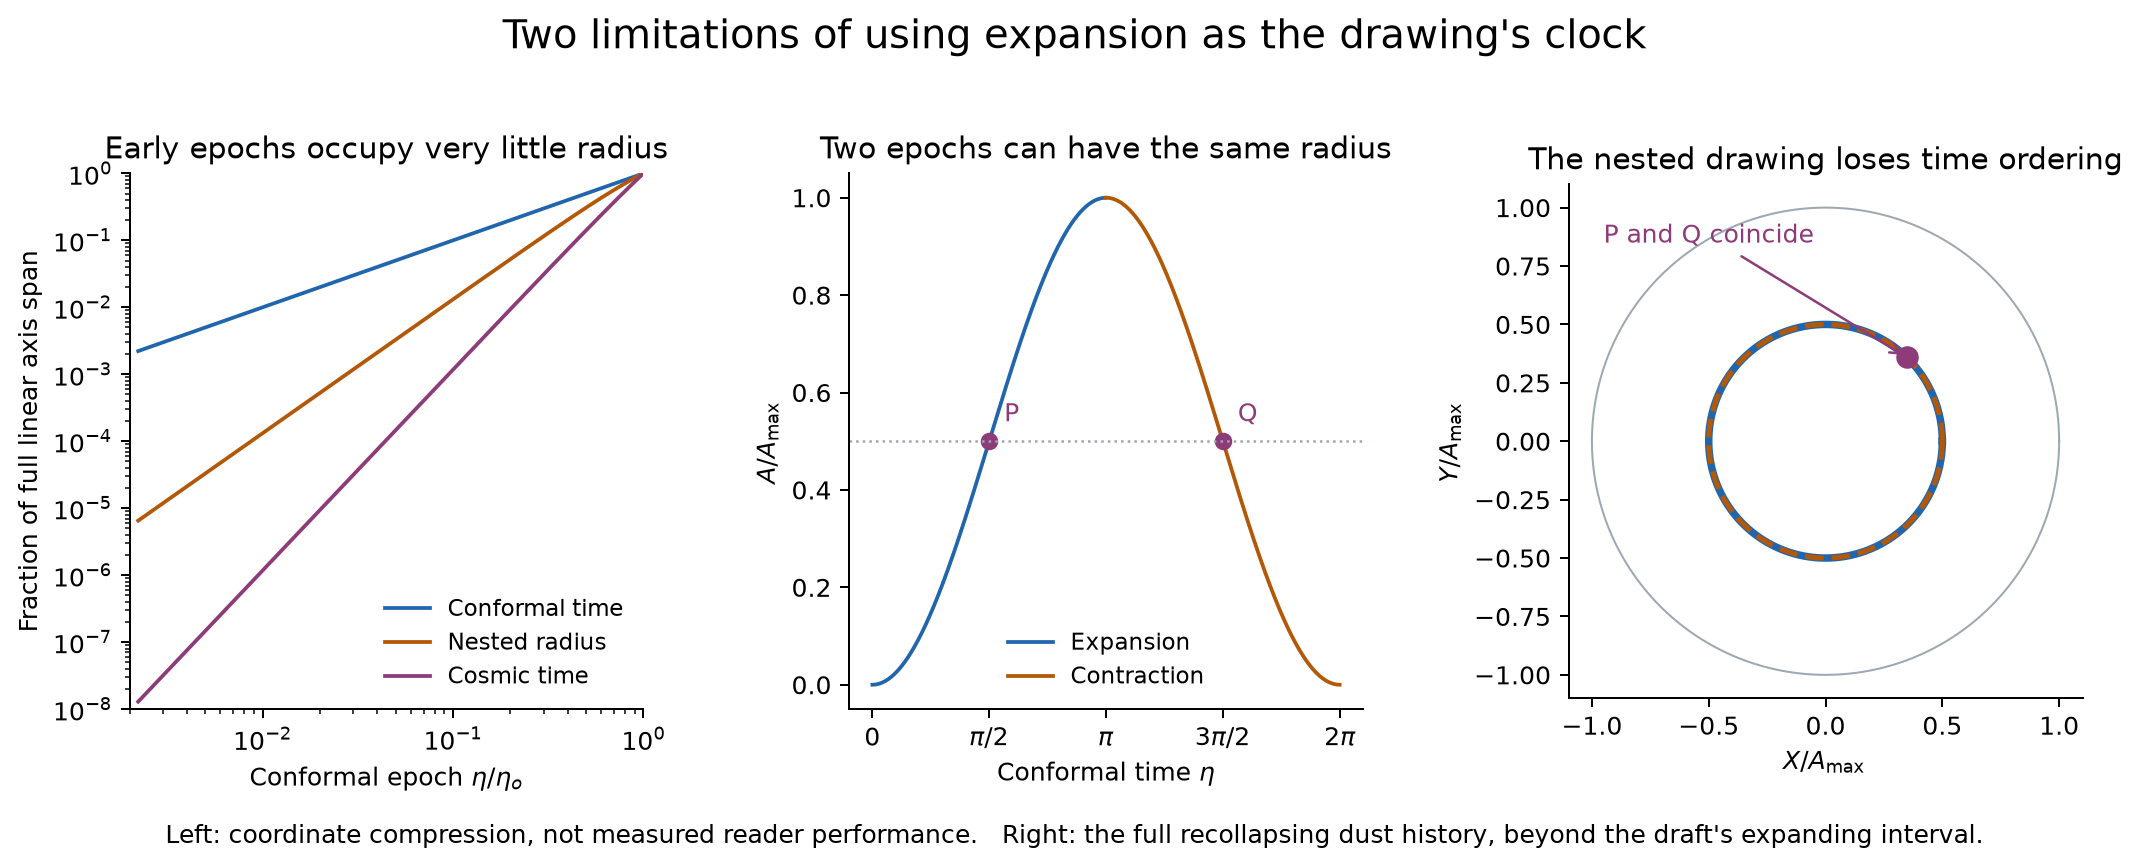 Two limitations of using expansion as the drawing's clock
Early epochs occupy very little radius
Fraction of full linear axis span
10⁰
10⁻¹
10⁻²
10⁻³
10⁻⁴
10⁻⁵
10⁻⁶
10⁻⁷
10⁻⁸
Conformal time
Nested radius
Cosmic time
10⁻² 10⁻¹ 10⁰
Conformal epoch η/ηₒ
Two epochs can have the same radius
A/A_max
1.0
0.8
0.6
0.4
0.2
0.0
P
Q
Expansion
Contraction
0 π/2 π 3π/2 2π
Conformal time η
The nested drawing loses time ordering
Y/A_max
1.00
0.75
0.50
0.25
0.00
−0.25
−0.50
−0.75
−1.00
P and Q coincide
−1.0 −0.5 0.0 0.5 1.0
X/A_max
Left: coordinate compression, not measured reader performance. Right: the full recollapsing dust history, beyond the draft's expanding interval.